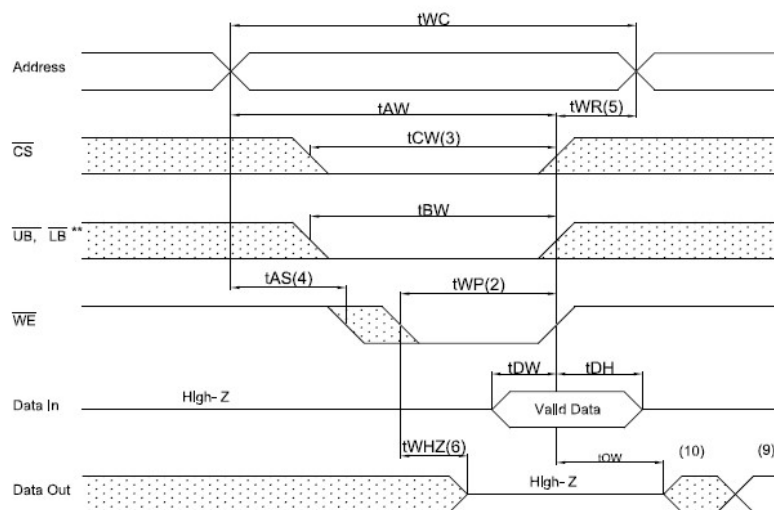 tWC
Address
tAW
tWR(5)
CS
tCW(3)
UB, LB **
tBW
tAS(4)
tWP(2)
WE
tDW
tDH
Data In
High-Z
Valid Data
tWHZ(6)
tOW
(10)
(9)
Data Out
High-Z